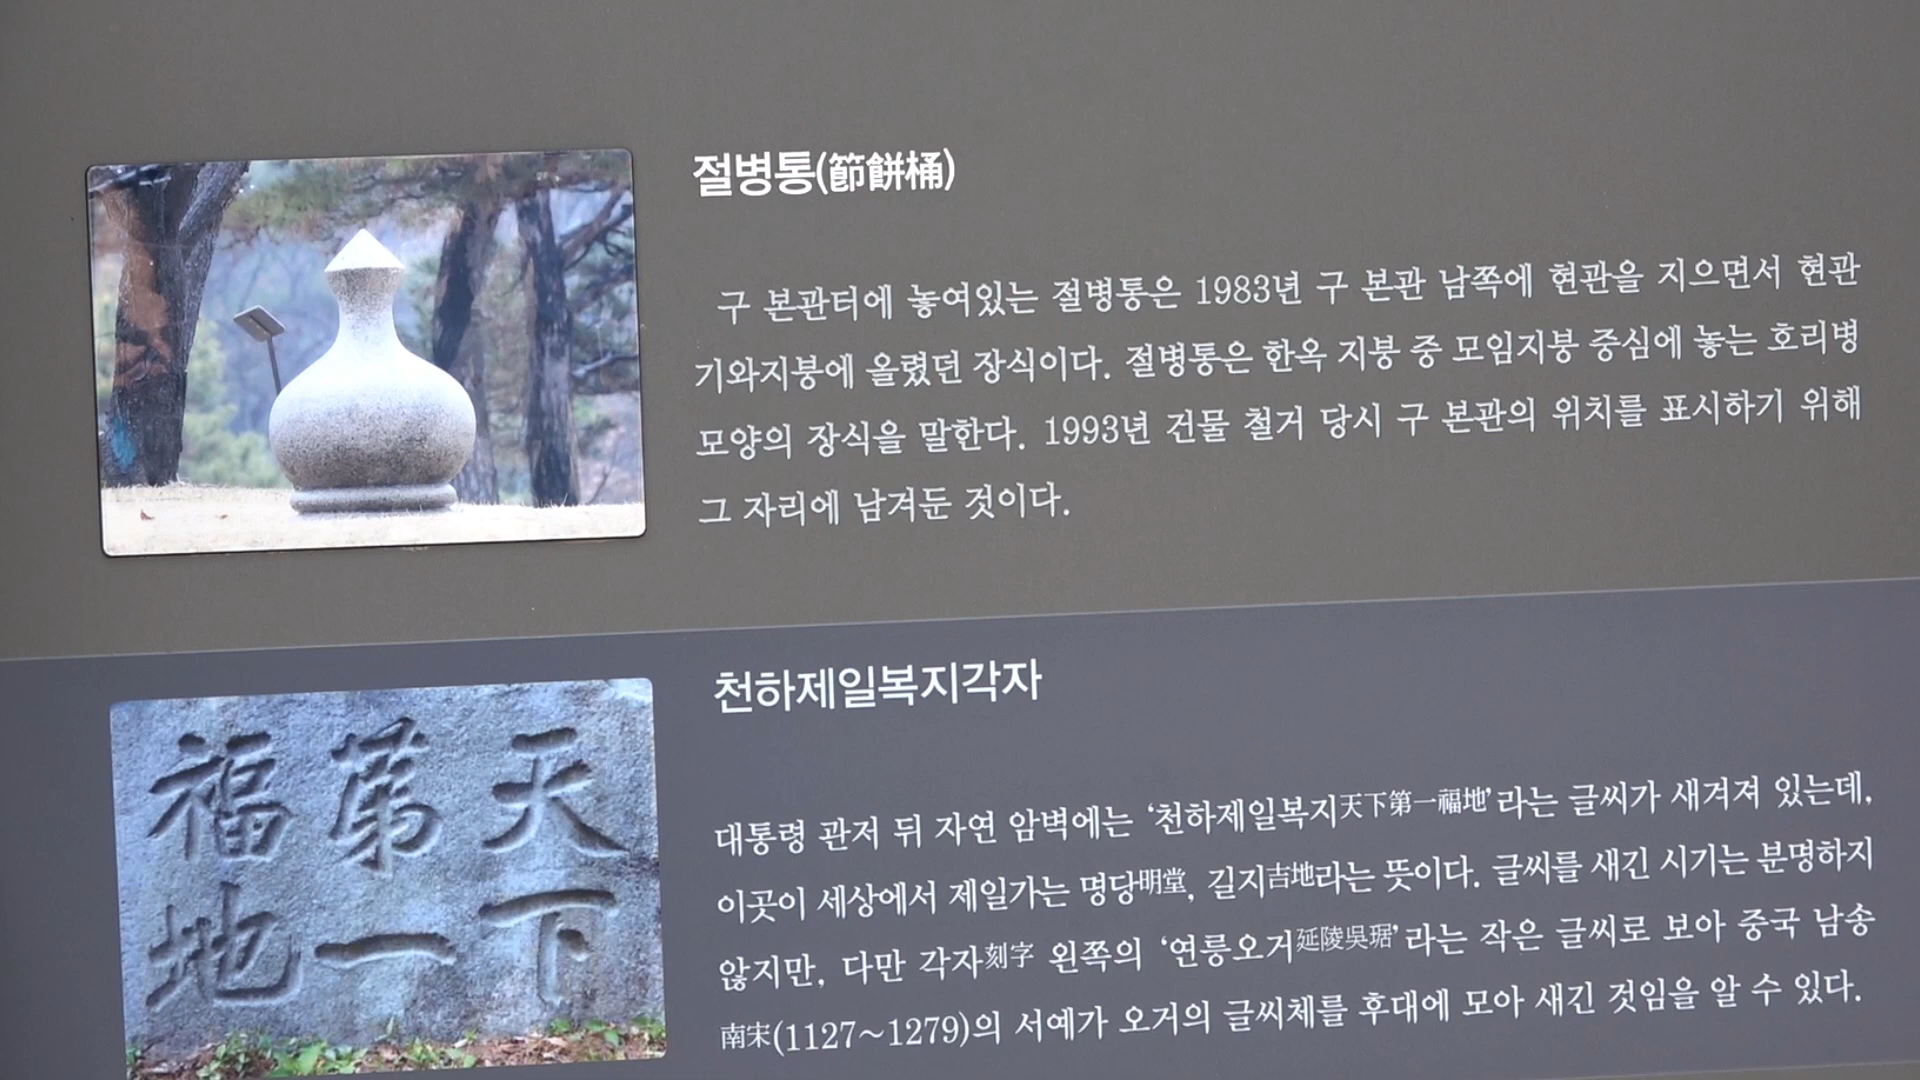 절병통(節餠桶)
구 본관터에 놓여있는 절병통은 1983년 구 본관 남쪽에 현관을 지으면서 현관
기와지붕에 올렸던 장식이다. 절병통은 한옥 지붕 중 모임지붕 중심에 놓는 호리병
모양의 장식을 말한다. 1993년 건물 철거 당시 구 본관의 위치를 표시하기 위해
그 자리에 남겨둔 것이다.
天下
第一
福地
천하제일복지각자
대통령 관저 뒤 자연 암벽에는 ‘천하제일복지天下第一福地’라는 글씨가 새겨져 있는데,
이곳이 세상에서 제일가는 명당明堂, 길지吉地라는 뜻이다. 글씨를 새긴 시기는 분명하지
않지만, 다만 각자刻字 왼쪽의 ‘연릉오거延陵吳琚’라는 작은 글씨로 보아 중국 남송
南宋(1127~1279)의 서예가 오거의 글씨체를 후대에 모아 새긴 것임을 알 수 있다.